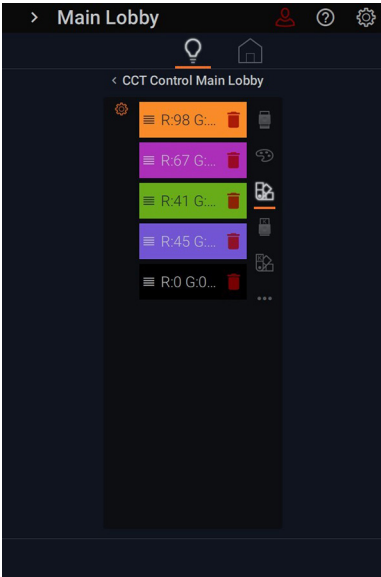 Main Lobby
CCT Control Main Lobby
R:98 G:...
R:67 G:...
R:41 G:...
R:45 G:...
R:0 G:0...